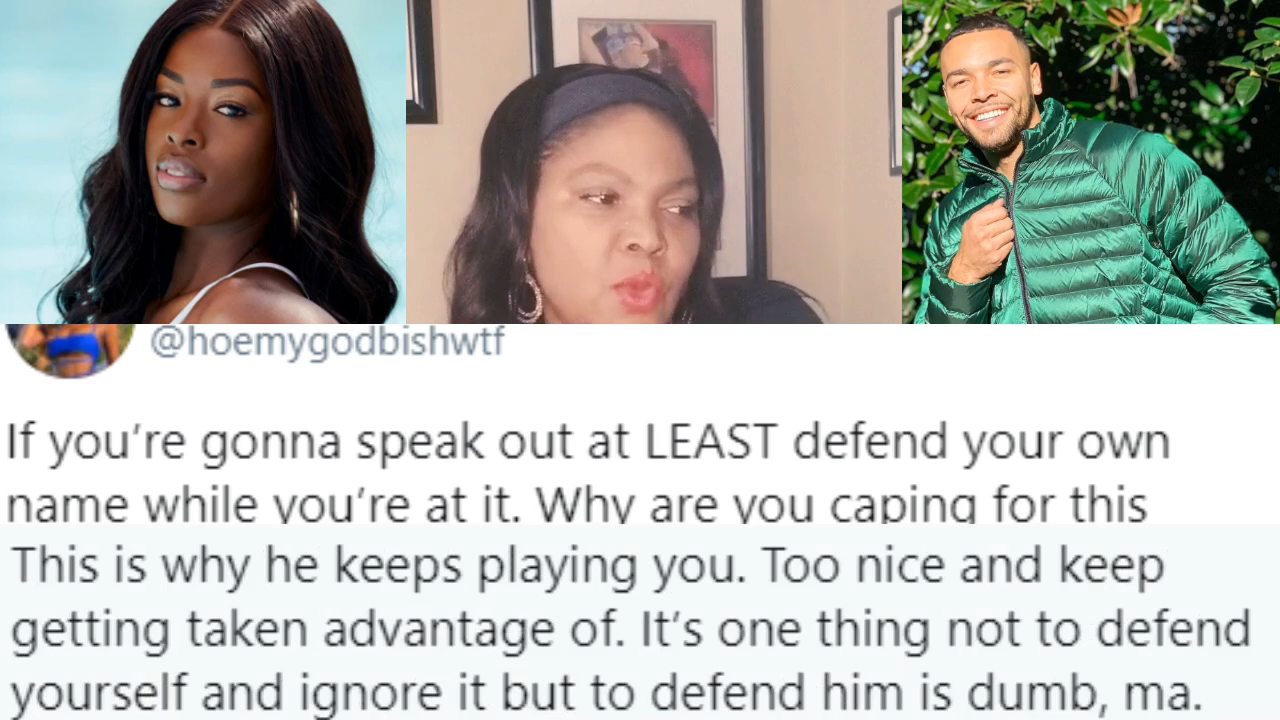 @hoemygodbishwtf
If you're gonna speak out at LEAST defend your own
name while you're at it. Why are you caping for this
This is why he keeps playing you. Too nice and keep
getting taken advantage of. It's one thing not to defend
yourself and ignore it but to defend him is dumb, ma.